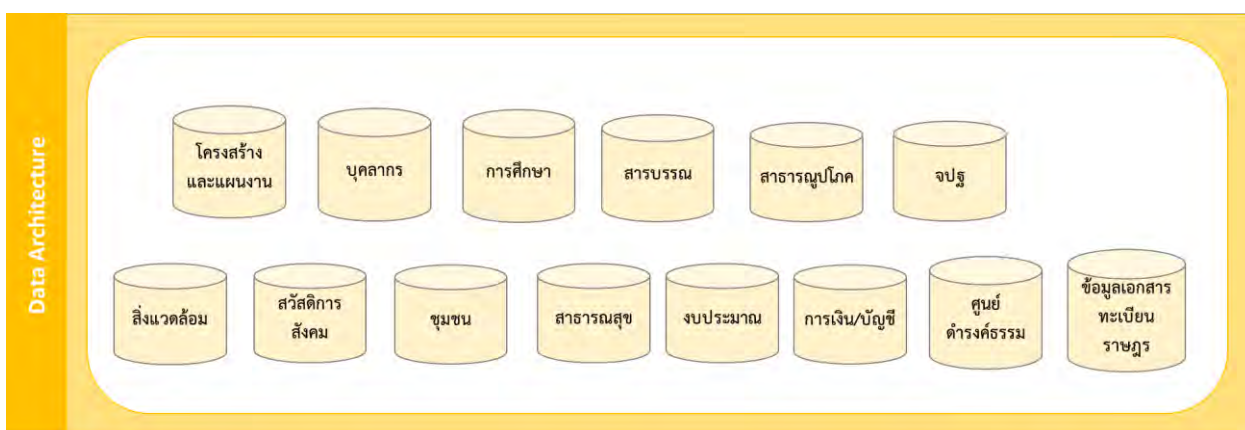 Data Architecture
โครงสร้าง
และแผนงาน
บุคลากร
การศึกษา
สารบรรณ
สาธารณูปโภค
จปฐ
สิ่งแวดล้อม
สวัสดิการ
สังคม
ชุมชน
สาธารณสุข
งบประมาณ
การเงิน/บัญชี
ศูนย์
ดำรงค์ธรรม
ข้อมูลเอกสาร
ทะเบียน
ราษฎร